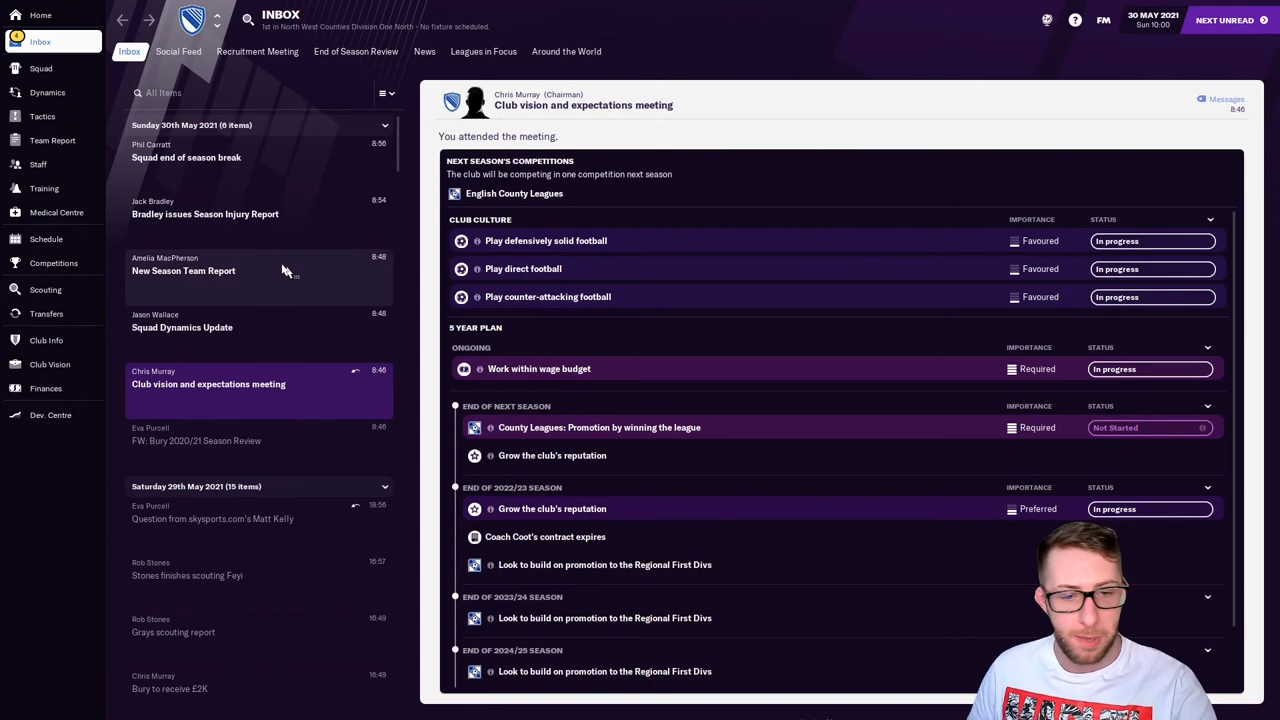 Home
4
Inbox
Squad
Dynamics
Tactics
Team Report
Staff
Training
Medical Centre
Schedule
Competitions
Scouting
Transfers
Club Info
Club Vision
Finances
Dev. Centre
INBOX
1st in North West Counties Division One North - No fixture scheduled.
FM
30 MAY 2021
Sun 10:00
NEXT UNREAD
Inbox
Social Feed
Recruitment Meeting
End of Season Review
News
Leagues in Focus
Around the World
All Items
Sunday 30th May 2021 (6 items)
Phil Carratt 8:56
Squad end of season break
Jack Bradley 8:54
Bradley issues Season Injury Report
Amelia MacPherson 8:48
New Season Team Report
Jason Wallace 8:48
Squad Dynamics Update
Chris Murray 8:46
Club vision and expectations meeting
Eva Purcell 8:46
FW: Bury 2020/21 Season Review
Saturday 29th May 2021 (15 items)
Eva Purcell 18:56
Question from skysports.com's Matt Kelly
Rob Stones 16:57
Stones finishes scouting Feyi
Rob Stones 16:49
Grays scouting report
Chris Murray 16:49
Bury to receive £2K
Chris Murray (Chairman)
Club vision and expectations meeting
Messages
8:46
You attended the meeting.
NEXT SEASON'S COMPETITIONS
The club will be competing in one competition next season
English County Leagues
CLUB CULTURE IMPORTANCE STATUS
Play defensively solid football Favoured In progress
Play direct football Favoured In progress
Play counter-attacking football Favoured In progress
5 YEAR PLAN
ONGOING IMPORTANCE STATUS
Work within wage budget Required In progress
END OF NEXT SEASON IMPORTANCE STATUS
County Leagues: Promotion by winning the league Required Not Started
Grow the club's reputation
END OF 2022/23 SEASON IMPORTANCE STATUS
Grow the club's reputation Preferred In progress
Coach Coot's contract expires
Look to build on promotion to the Regional First Divs
END OF 2023/24 SEASON
Look to build on promotion to the Regional First Divs
END OF 2024/25 SEASON
Look to build on promotion to the Regional First Divs